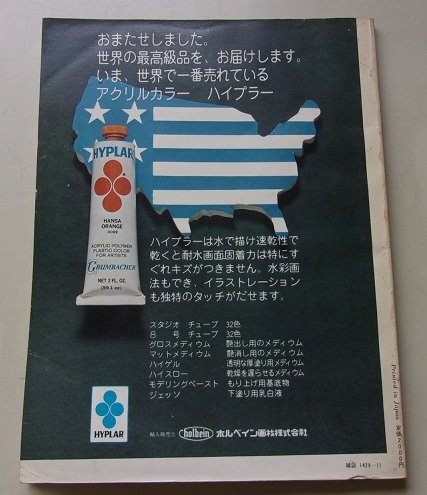 おまたせしました。
世界の最高級品を、お届けします。
いま、世界で一番売れている
アクリルカラー　ハイプラー
HYPLAR
HANSA
ORANGE
H099
ACRYLIC POLYMER
PLASTIC COLOR
FOR ARTISTS
GRUMBACHER
NET 2 FL. OZ.
(59.1 cc)
ハイプラーは水で描け速乾性で
乾くと耐水画面固着力は特にす
ぐれキズがつきません。水彩画
法もでき、イラストレーション
も独特のタッチがだせます。
スタジオ　チューブ　32色
8　号　チューブ　32色
グロスメディウム　艶出し用のメディウム
マットメディウム　艶消し用のメディウム
ハイゲル　透明な厚塗り用メディウム
ハイスロー　乾燥を遅らせるメディウム
モデリングペースト　もり上げ用基底物
ジェッソ　下塗り用乳白液
HYPLAR
輸入販売元 holbein ホルベイン画材株式会社
Printed in Japan
雑誌 1429-11